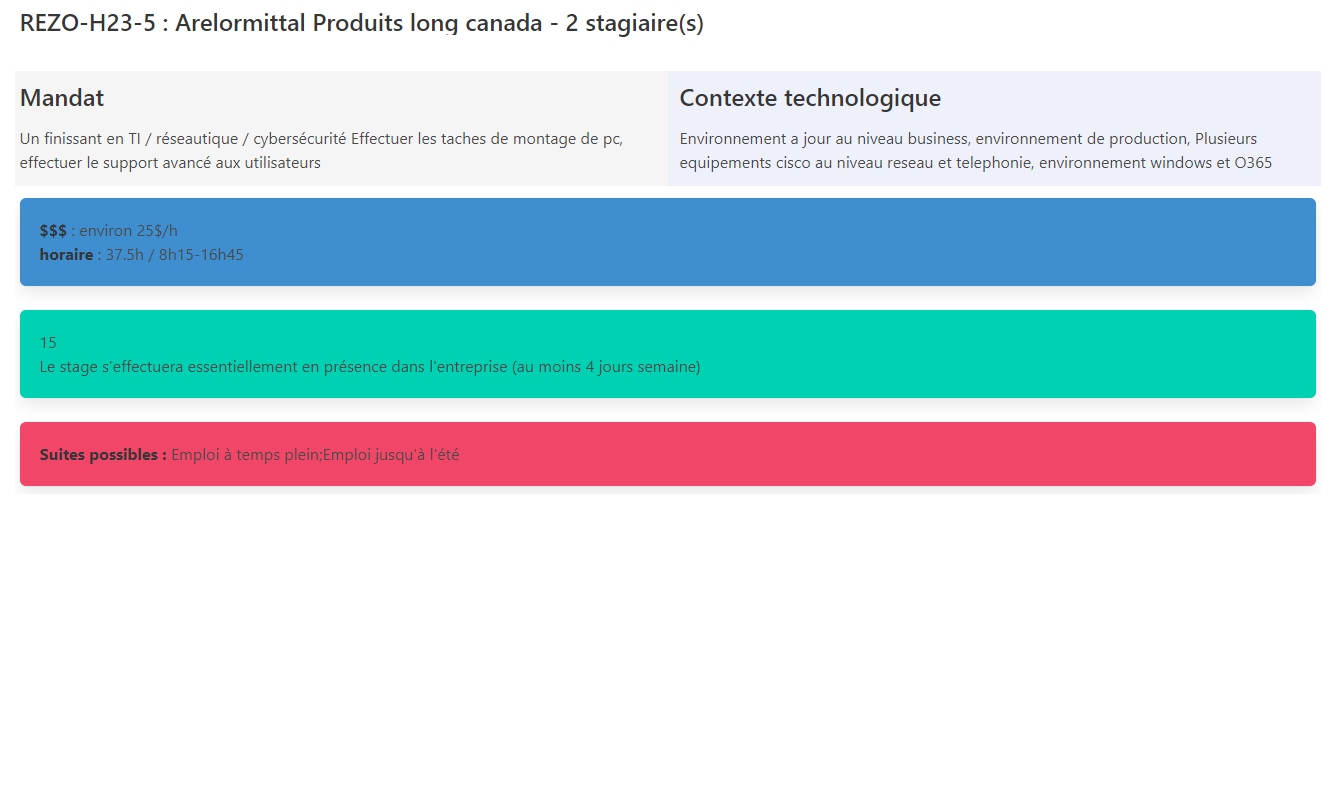 REZO-H23-5 : Arelormittal Produits long canada - 2 stagiaire(s)
Mandat
Un finissant en TI / réseautique / cybersécurité Effectuer les taches de montage de pc,
effectuer le support avancé aux utilisateurs
Contexte technologique
Environnement a jour au niveau business, environnement de production, Plusieurs
equipements cisco au niveau reseau et telephonie, environnement windows et O365
$$$ : environ 25$/h
horaire : 37.5h / 8h15-16h45
15
Le stage s'effectuera essentiellement en présence dans l'entreprise (au moins 4 jours semaine)
Suites possibles : Emploi à temps plein;Emploi jusqu'à l'été